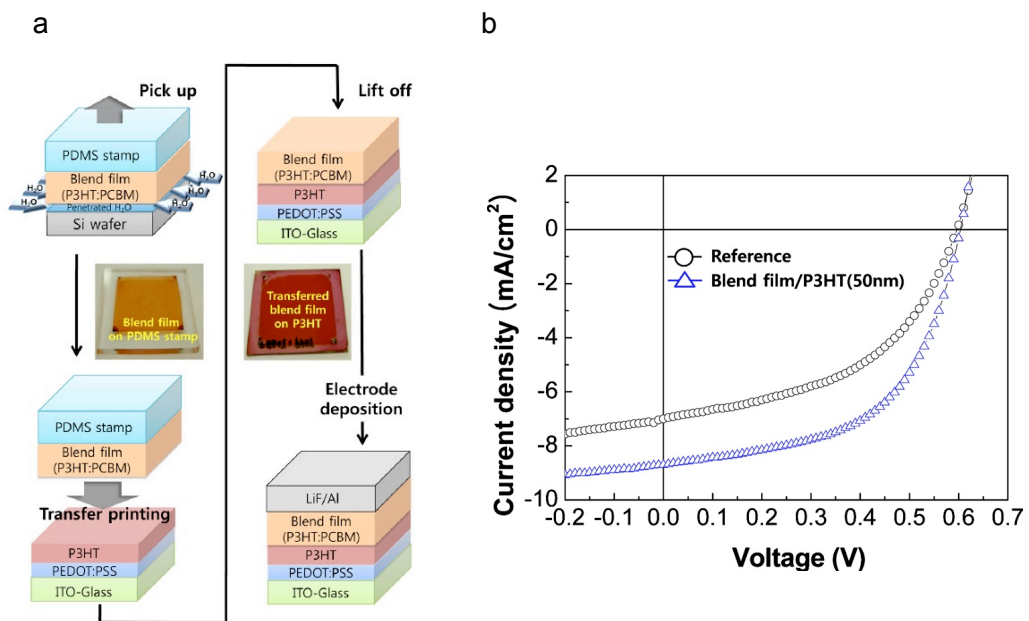 a
Pick up
PDMS stamp
Blend film
(P3HT:PCBM)
H₂O
H₂O
H₂O
H₂O
H₂O
Penetrated H₂O
Si wafer
Blend film
on PDMS stamp
PDMS stamp
Blend film
(P3HT:PCBM)
Transfer printing
P3HT
PEDOT:PSS
ITO-Glass
Lift off
Blend film
(P3HT:PCBM)
P3HT
PEDOT:PSS
ITO-Glass
Transferred
blend film
on P3HT
Electrode
deposition
LiF/Al
Blend film
(P3HT:PCBM)
P3HT
PEDOT:PSS
ITO-Glass
b
Current density (mA/cm²)
2
0
-2
-4
-6
-8
-10
Reference
Blend film/P3HT(50nm)
-0.2 -0.1 0.0 0.1 0.2 0.3 0.4 0.5 0.6 0.7
Voltage (V)